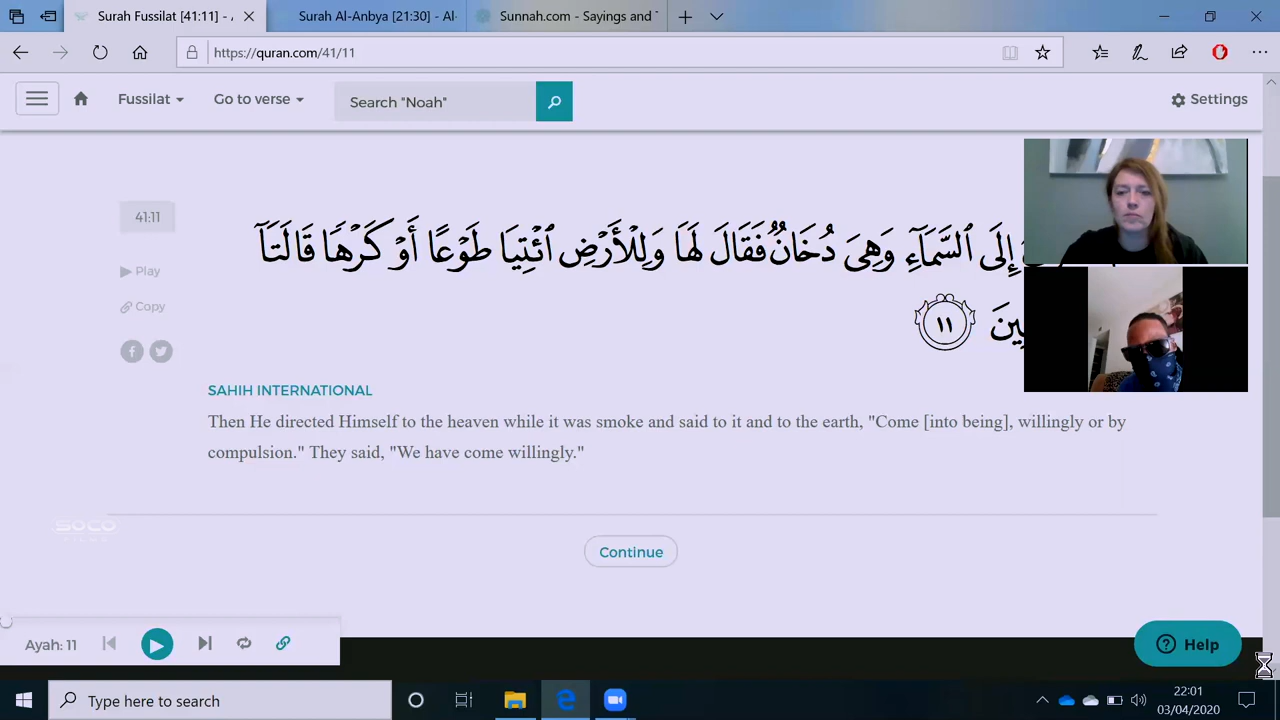 Surah Fussilat [41:11] - A
Surah Al-Anbya [21:30] - Al-
Sunnah.com - Sayings and T
https://quran.com/41/11
Fussilat
Go to verse
Search "Noah"
Settings
41:11
إِلَى ٱلسَّمَآءِ وَهِىَ دُخَانٌ فَقَالَ لَهَا وَلِلْأَرْضِ ٱئْتِيَا طَوْعًا أَوْ كَرْهًا قَالَتَآ
١١
Play
Copy
SAHIH INTERNATIONAL
Then He directed Himself to the heaven while it was smoke and said to it and to the earth, "Come [into being], willingly or by
compulsion." They said, "We have come willingly."
SOCO
FILMS
Continue
Ayah: 11
Help
Type here to search
22:01
03/04/2020